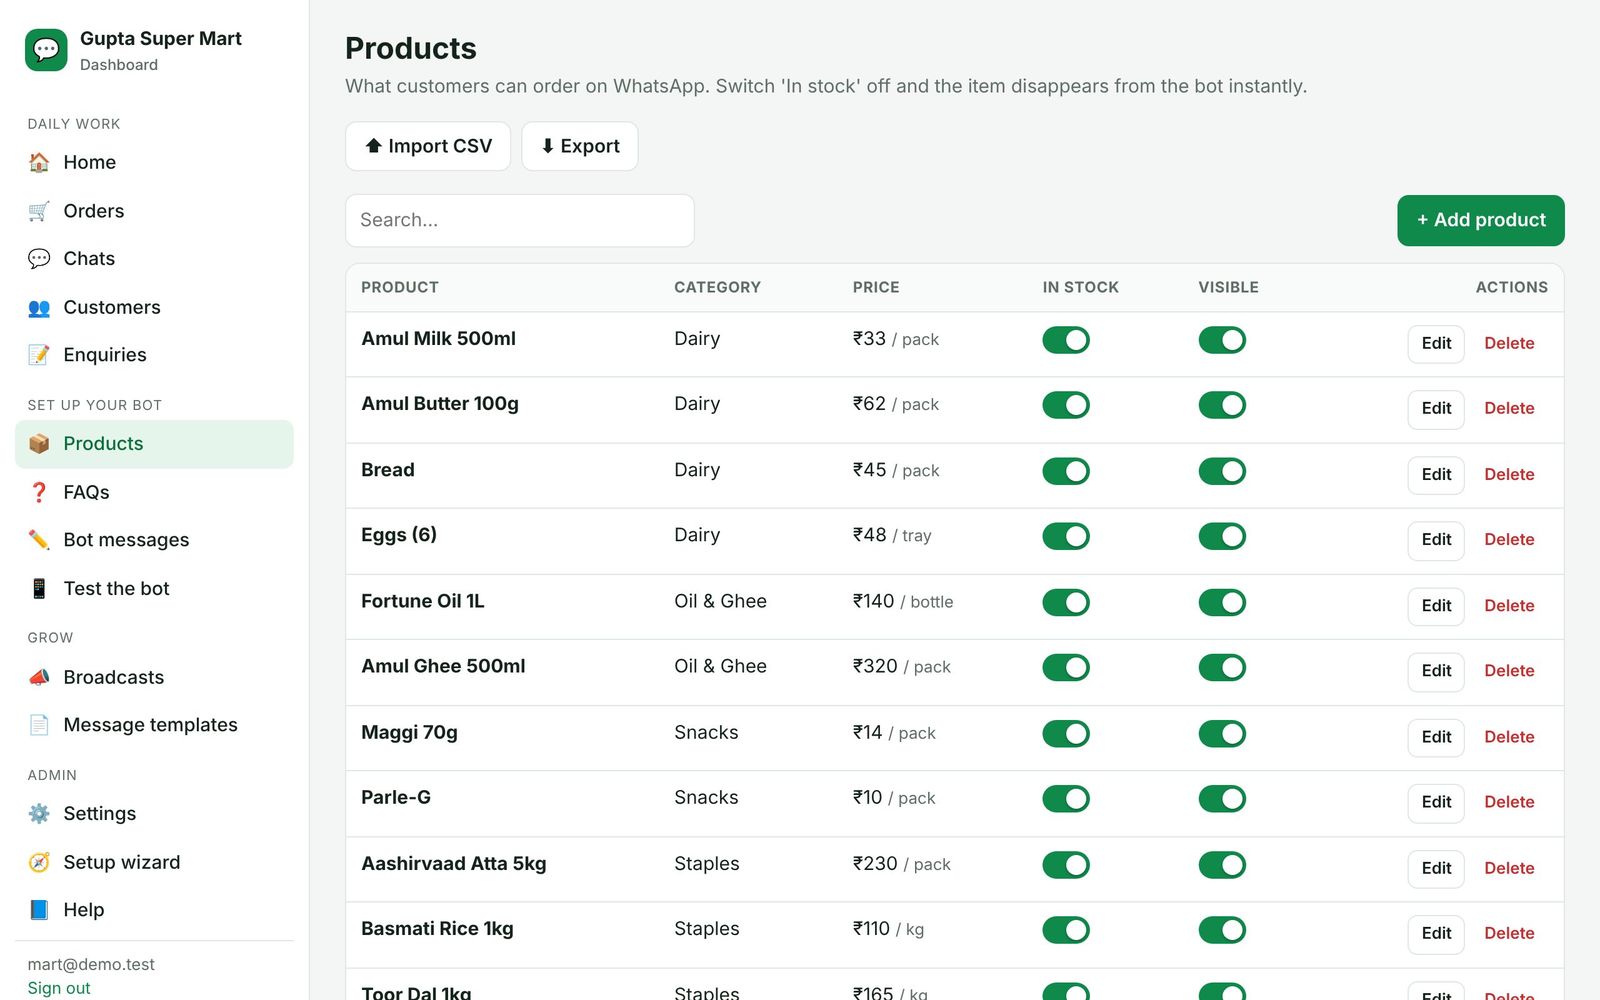 Gupta Super Mart
Dashboard
DAILY WORK
Home
Orders
Chats
Customers
Enquiries
SET UP YOUR BOT
Products
FAQs
Bot messages
Test the bot
GROW
Broadcasts
Message templates
ADMIN
Settings
Setup wizard
Help
mart@demo.test
Sign out
Products
What customers can order on WhatsApp. Switch 'In stock' off and the item disappears from the bot instantly.
Import CSV Export
Search...
+ Add product
PRODUCT CATEGORY PRICE IN STOCK VISIBLE ACTIONS
Amul Milk 500ml Dairy ₹33 / pack Edit Delete
Amul Butter 100g Dairy ₹62 / pack Edit Delete
Bread Dairy ₹45 / pack Edit Delete
Eggs (6) Dairy ₹48 / tray Edit Delete
Fortune Oil 1L Oil & Ghee ₹140 / bottle Edit Delete
Amul Ghee 500ml Oil & Ghee ₹320 / pack Edit Delete
Maggi 70g Snacks ₹14 / pack Edit Delete
Parle-G Snacks ₹10 / pack Edit Delete
Aashirvaad Atta 5kg Staples ₹230 / pack Edit Delete
Basmati Rice 1kg Staples ₹110 / kg Edit Delete
Toor Dal 1kg Staples ₹165 / kg Edit Delete